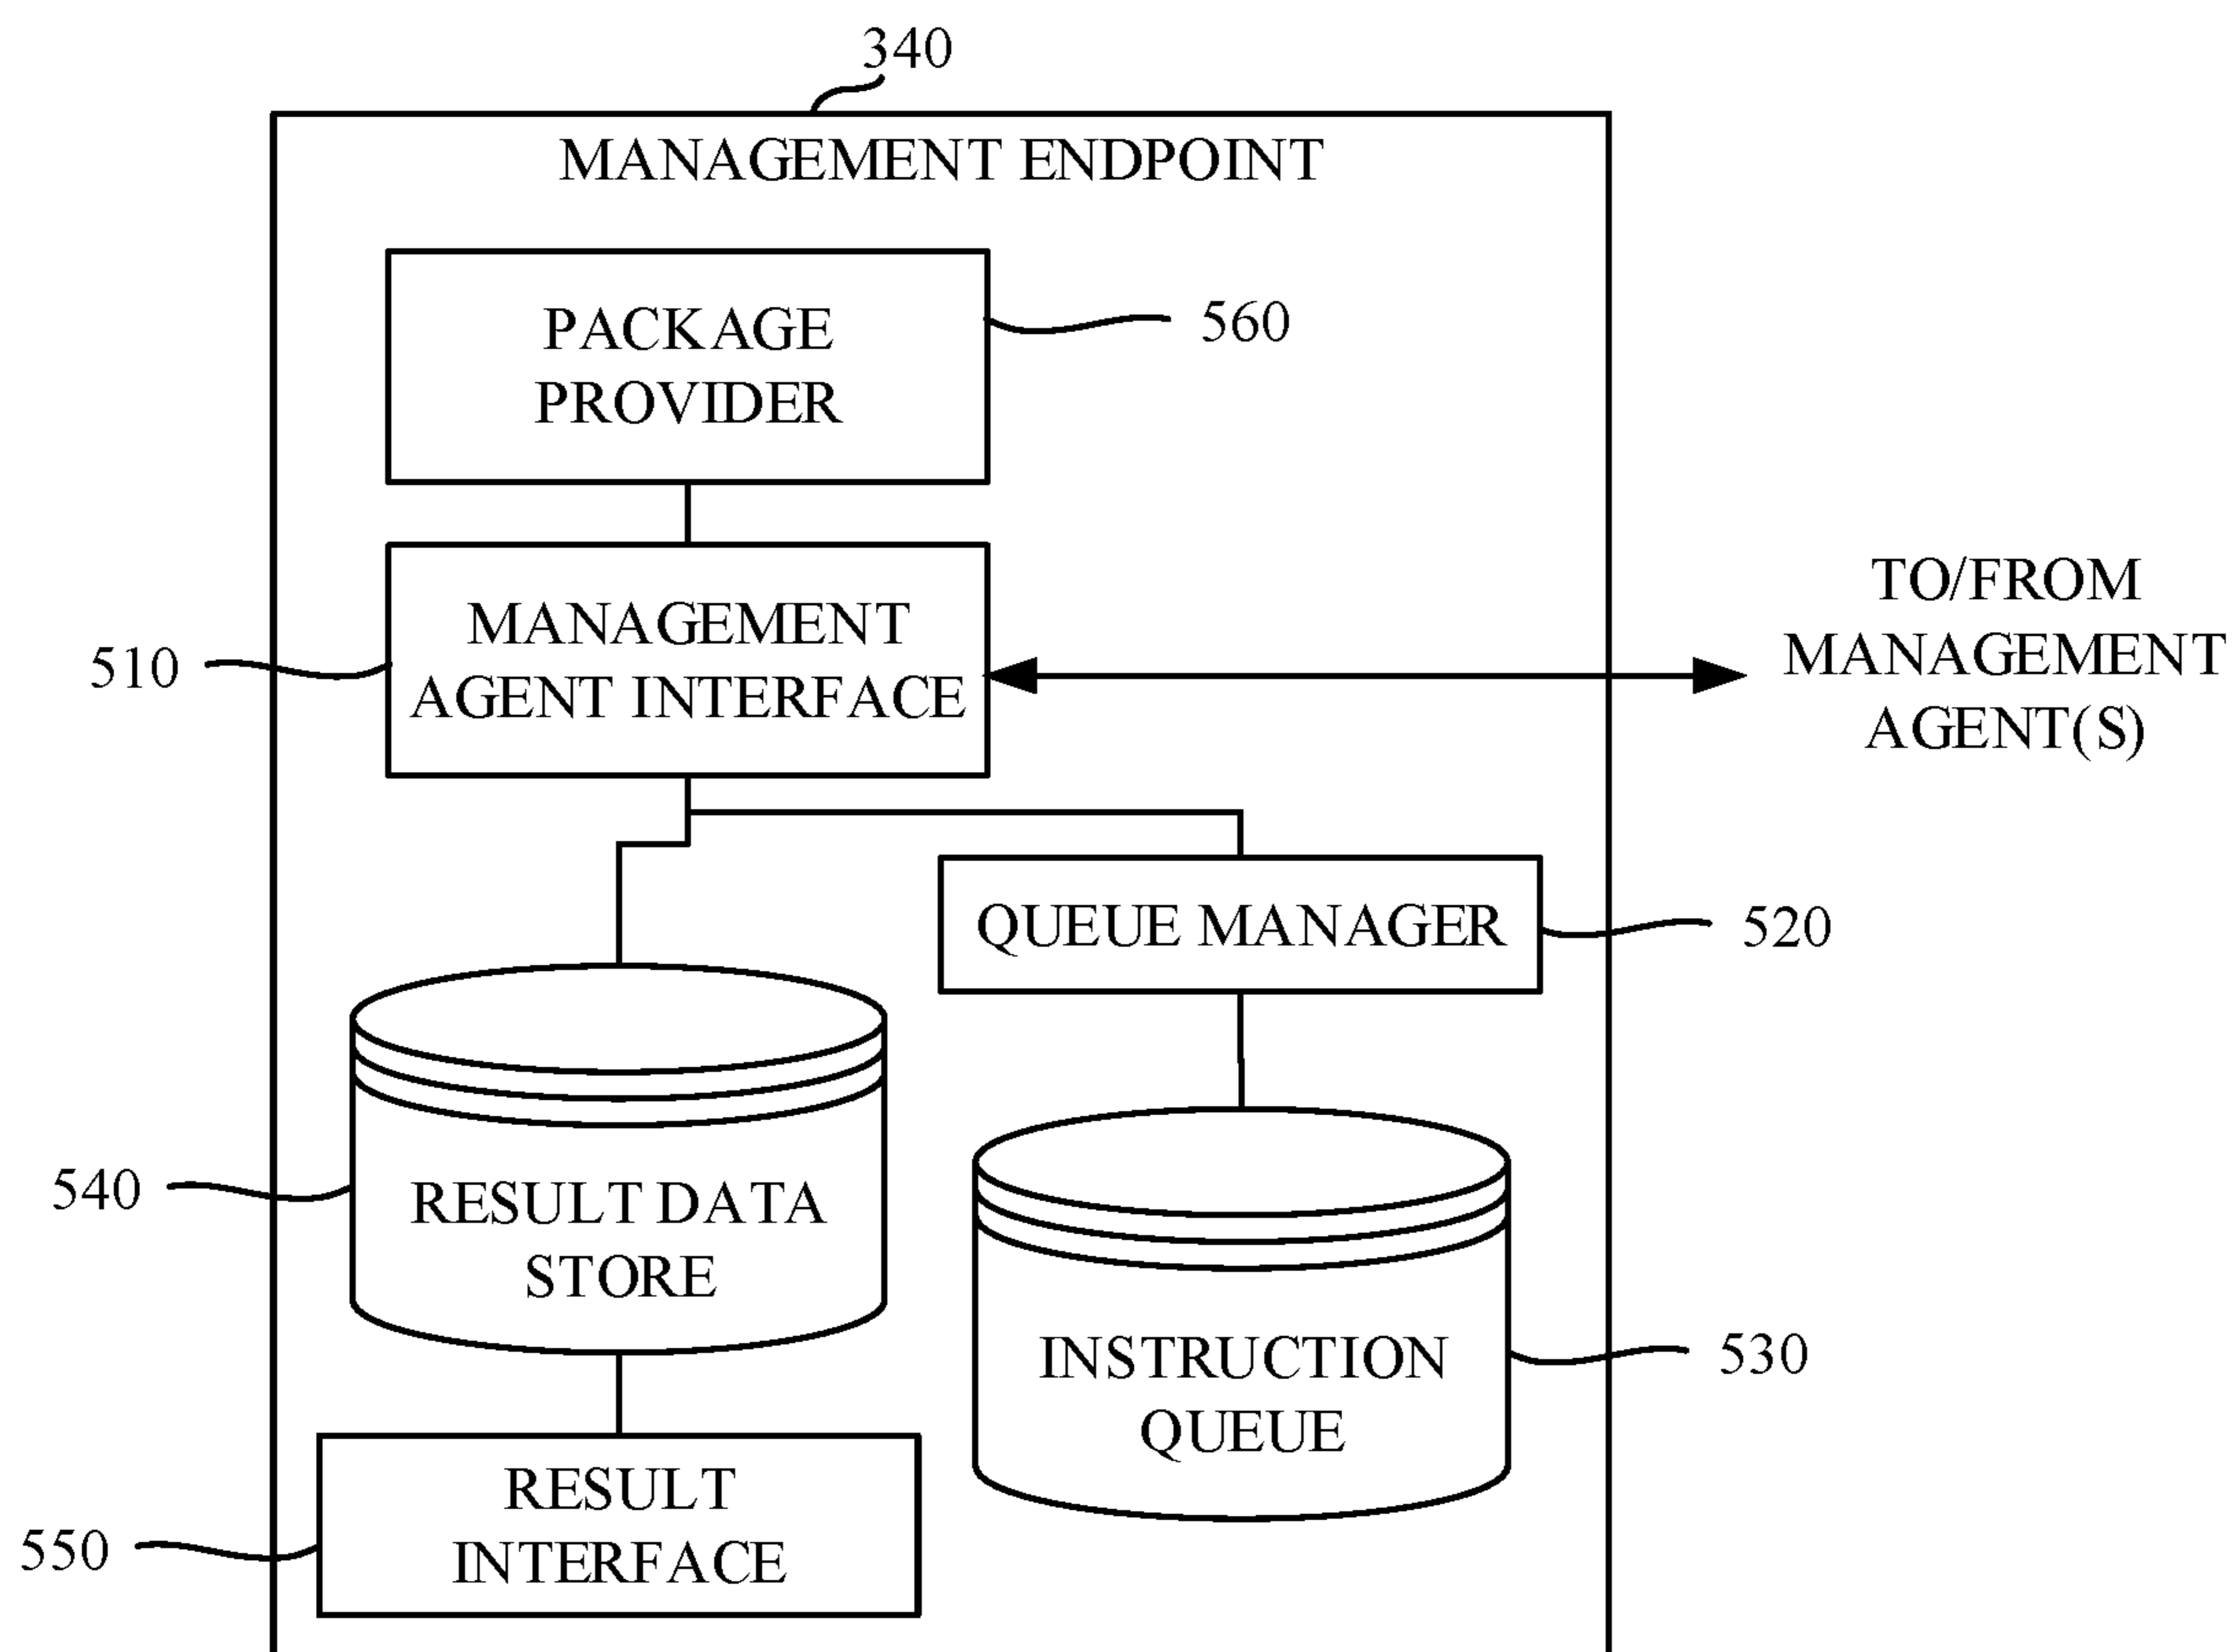 340
MANAGEMENT ENDPOINT
PACKAGE
PROVIDER
560
MANAGEMENT
AGENT INTERFACE
510
TO/FROM
MANAGEMENT
AGENT(S)
QUEUE MANAGER
520
RESULT DATA
STORE
540
INSTRUCTION
QUEUE
530
RESULT
INTERFACE
550